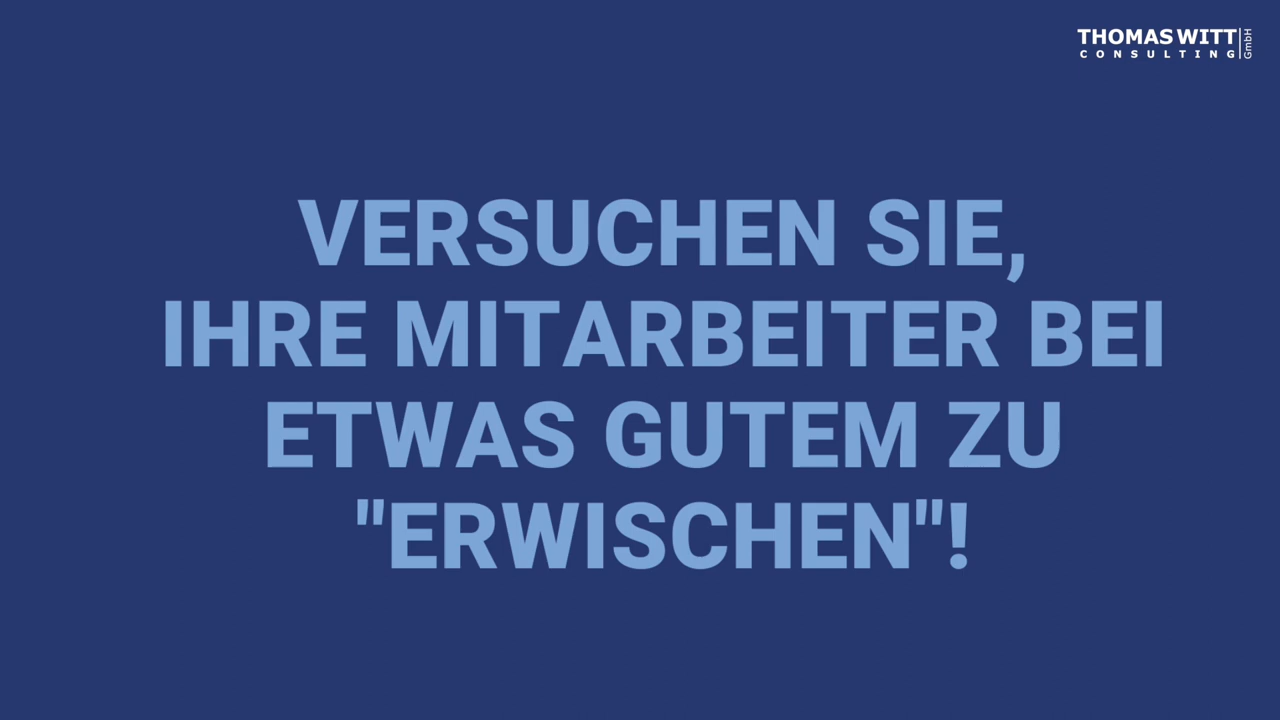 THOMAS WITT GmbH
CONSULTING
VERSUCHEN SIE,
IHRE MITARBEITER BEI
ETWAS GUTEM ZU
"ERWISCHEN"!